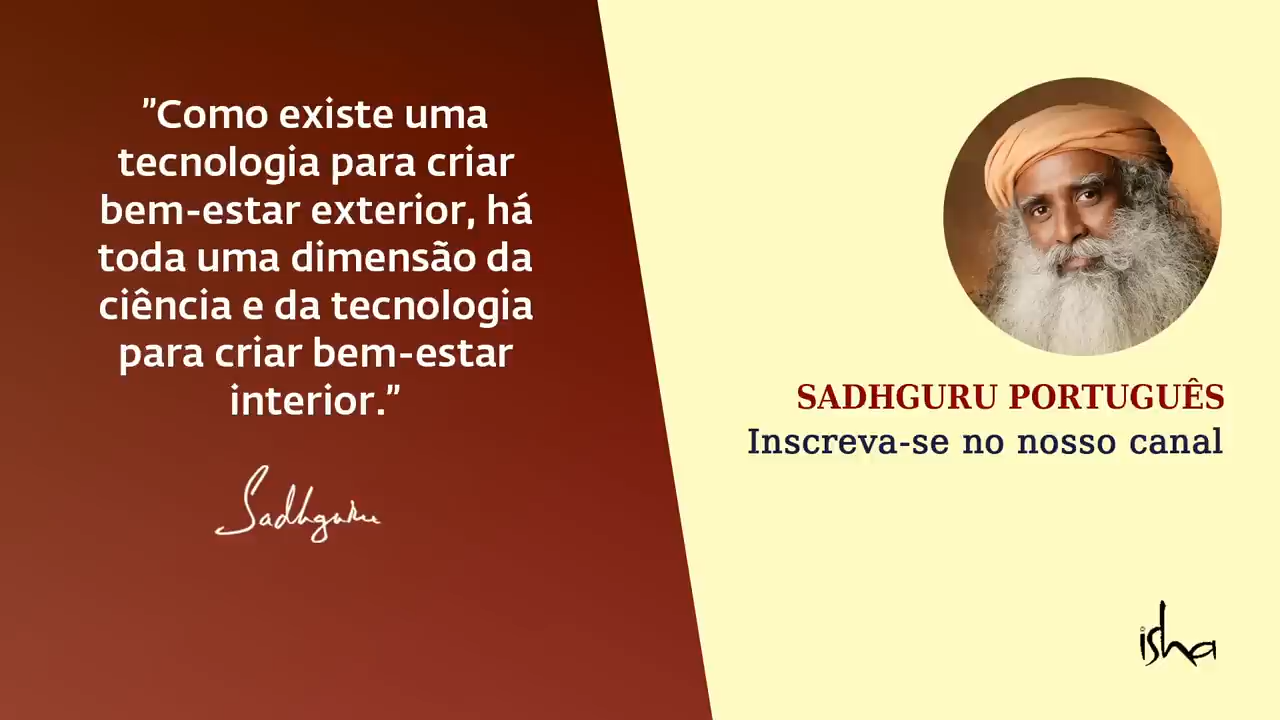 "Como existe uma
tecnologia para criar
bem-estar exterior, há
toda uma dimensão da
ciência e da tecnologia
para criar bem-estar
interior."
Sadhguru
SADHGURU PORTUGUÊS
Inscreva-se no nosso canal
isha